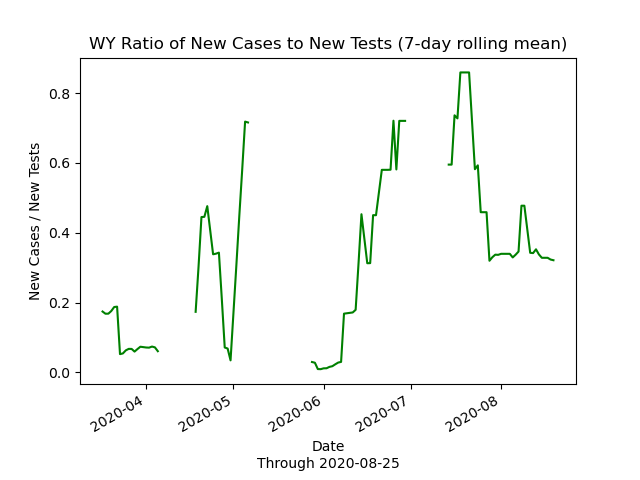 WY Ratio of New Cases to New Tests (7-day rolling mean)
New Cases / New Tests
0.8
0.6
0.4
0.2
0.0
2020-04
2020-05
2020-06
2020-07
2020-08
Date
Through 2020-08-25